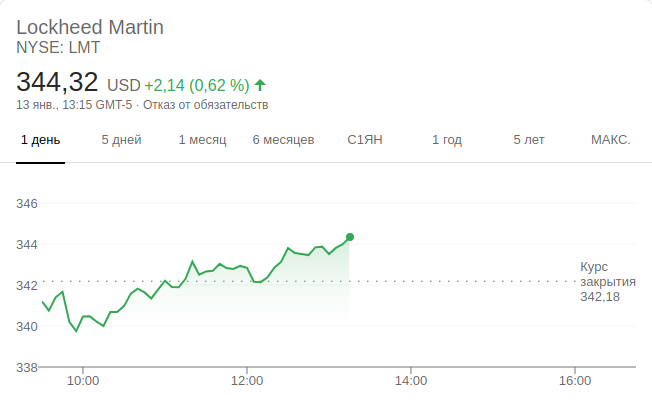 Lockheed Martin
NYSE: LMT
344,32 USD +2,14 (0,62 %) ↑
13 янв., 13:15 GMT-5 · Отказ от обязательств
1 день 5 дней 1 месяц 6 месяцев С1ЯН 1 год 5 лет МАКС.
346
344
Курс
342 закрытия
342,18
340
338
10:00 12:00 14:00 16:00